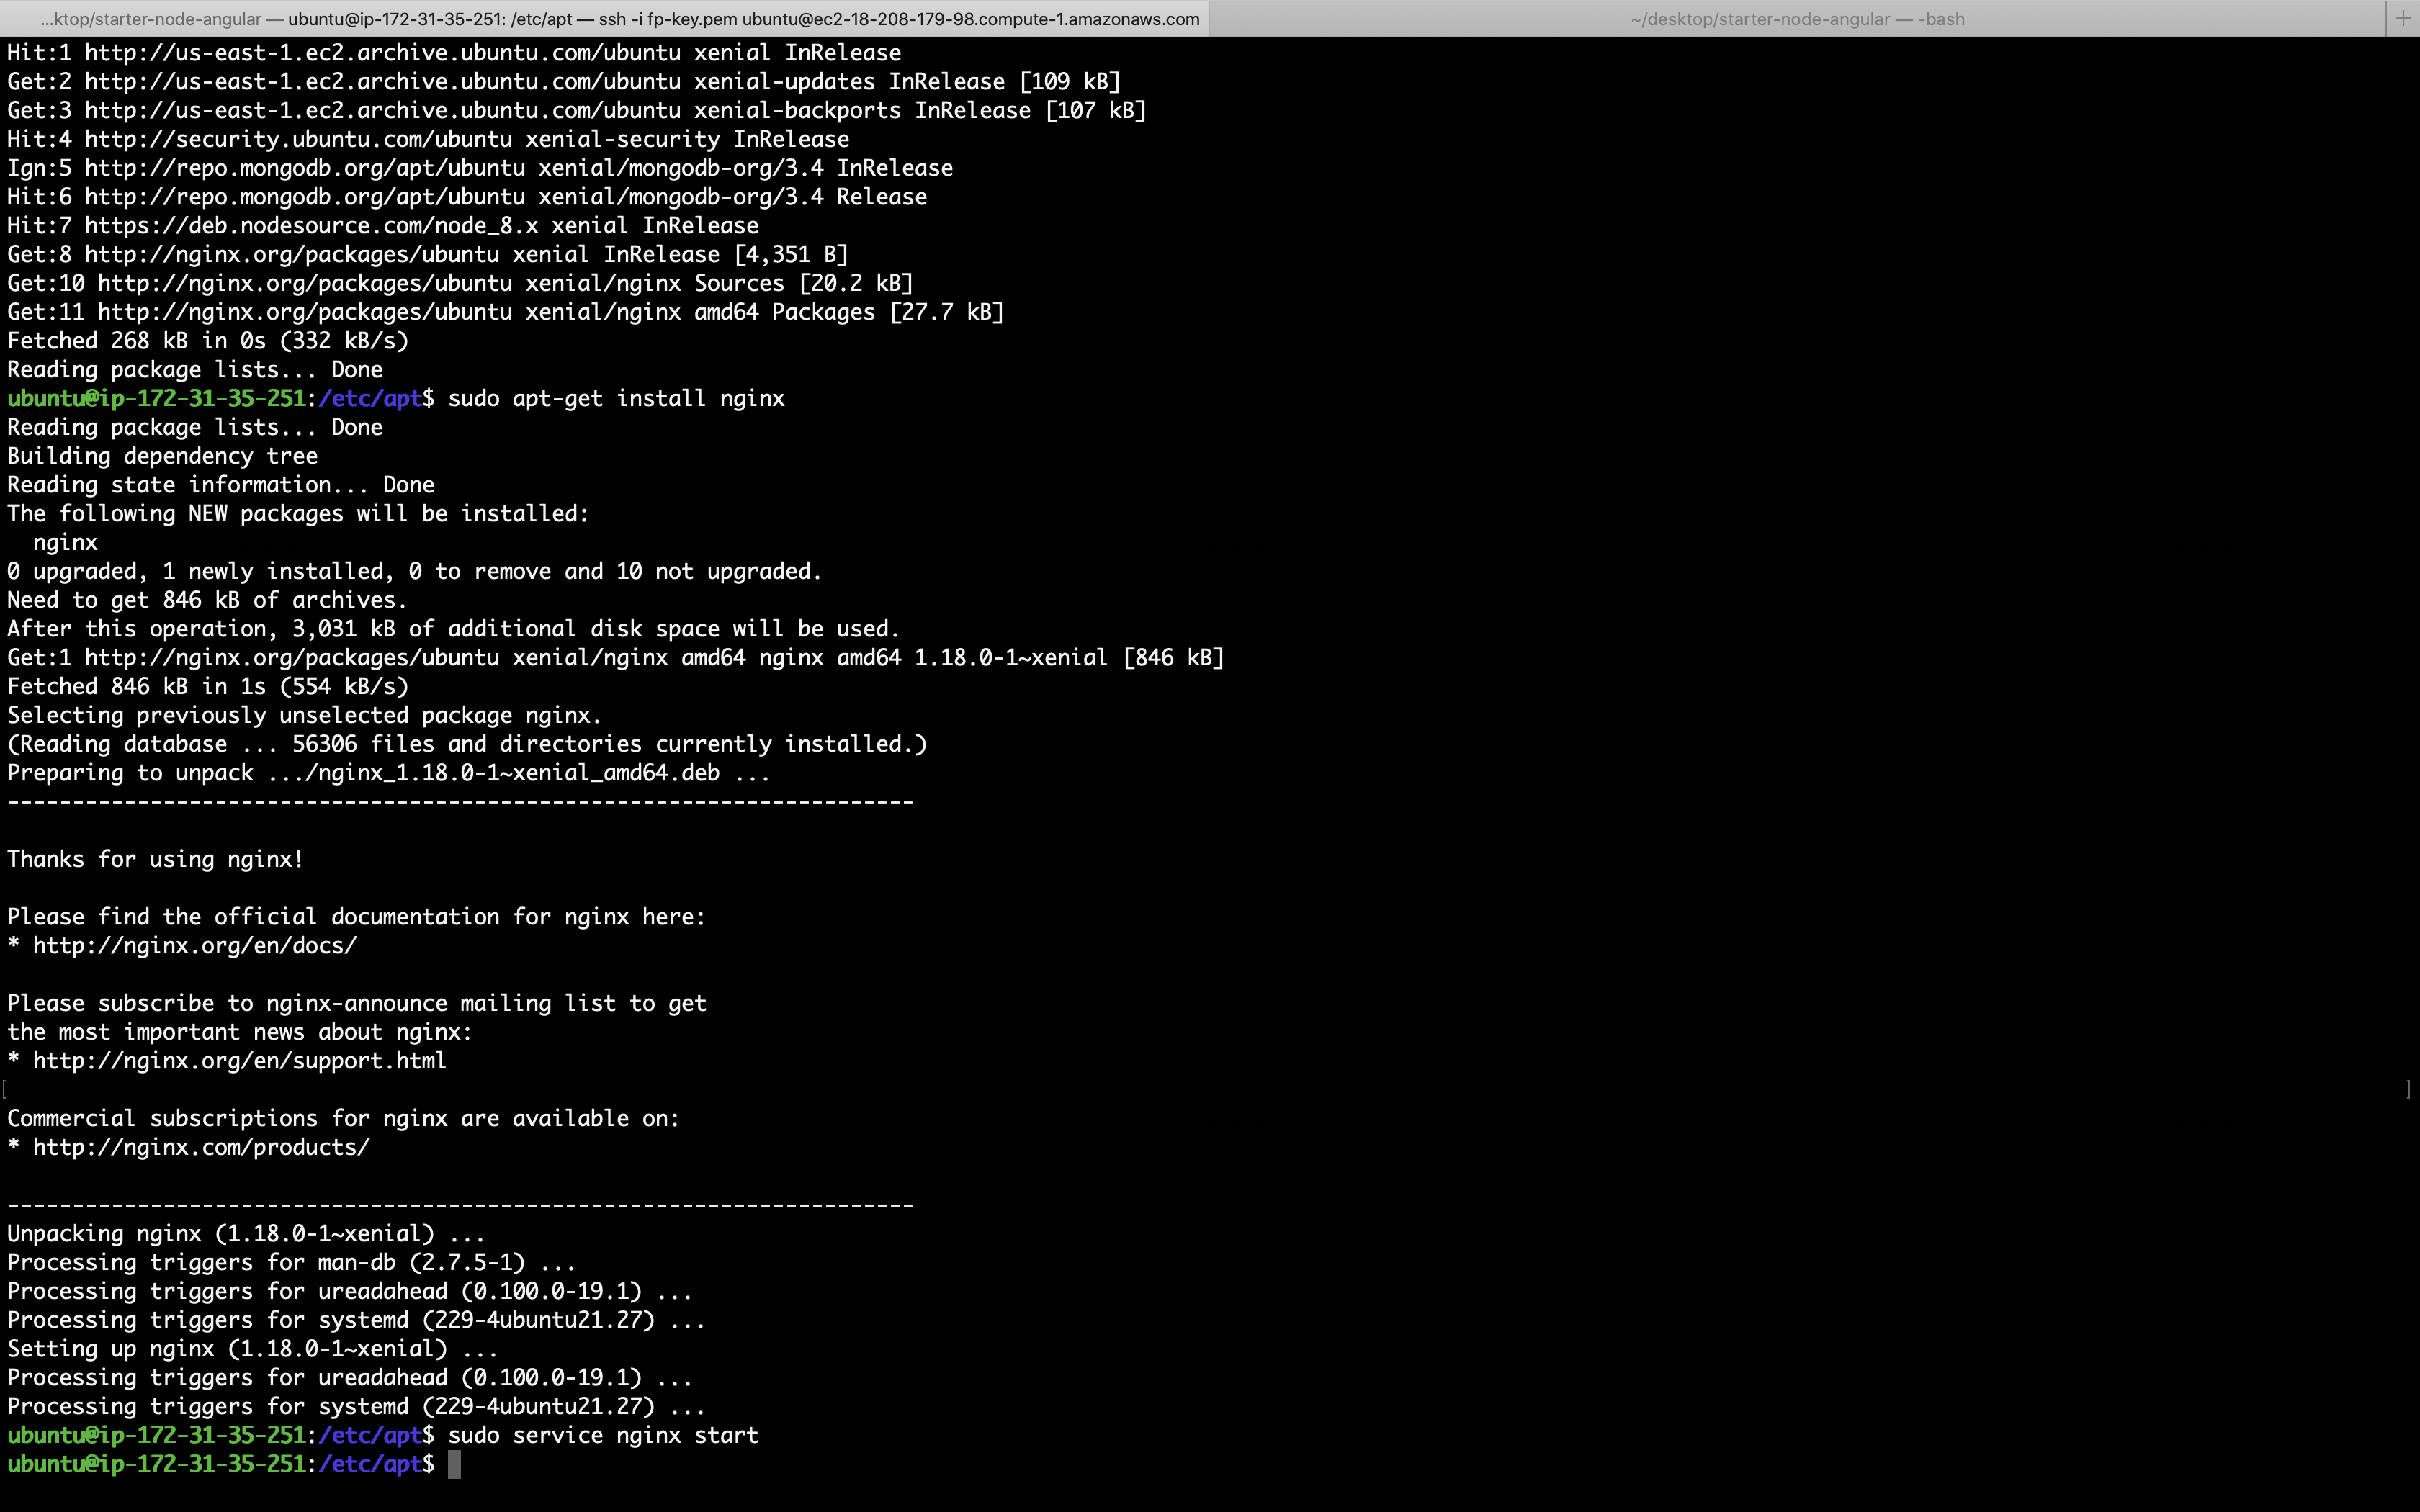 ...ktop/starter-node-angular — ubuntu@ip-172-31-35-251: /etc/apt — ssh -i fp-key.pem ubuntu@ec2-18-208-179-98.compute-1.amazonaws.com
~/desktop/starter-node-angular — -bash
+
Hit:1 http://us-east-1.ec2.archive.ubuntu.com/ubuntu xenial InRelease
Get:2 http://us-east-1.ec2.archive.ubuntu.com/ubuntu xenial-updates InRelease [109 kB]
Get:3 http://us-east-1.ec2.archive.ubuntu.com/ubuntu xenial-backports InRelease [107 kB]
Hit:4 http://security.ubuntu.com/ubuntu xenial-security InRelease
Ign:5 http://repo.mongodb.org/apt/ubuntu xenial/mongodb-org/3.4 InRelease
Hit:6 http://repo.mongodb.org/apt/ubuntu xenial/mongodb-org/3.4 Release
Hit:7 https://deb.nodesource.com/node_8.x xenial InRelease
Get:8 http://nginx.org/packages/ubuntu xenial InRelease [4,351 B]
Get:10 http://nginx.org/packages/ubuntu xenial/nginx Sources [20.2 kB]
Get:11 http://nginx.org/packages/ubuntu xenial/nginx amd64 Packages [27.7 kB]
Fetched 268 kB in 0s (332 kB/s)
Reading package lists... Done
ubuntu@ip-172-31-35-251:/etc/apt$ sudo apt-get install nginx
Reading package lists... Done
Building dependency tree
Reading state information... Done
The following NEW packages will be installed:
  nginx
0 upgraded, 1 newly installed, 0 to remove and 10 not upgraded.
Need to get 846 kB of archives.
After this operation, 3,031 kB of additional disk space will be used.
Get:1 http://nginx.org/packages/ubuntu xenial/nginx amd64 nginx amd64 1.18.0-1~xenial [846 kB]
Fetched 846 kB in 1s (554 kB/s)
Selecting previously unselected package nginx.
(Reading database ... 56306 files and directories currently installed.)
Preparing to unpack .../nginx_1.18.0-1~xenial_amd64.deb ...
----------------------------------------------------------------------
Thanks for using nginx!
Please find the official documentation for nginx here:
* http://nginx.org/en/docs/
Please subscribe to nginx-announce mailing list to get
the most important news about nginx:
* http://nginx.org/en/support.html
[ ]
Commercial subscriptions for nginx are available on:
* http://nginx.com/products/
----------------------------------------------------------------------
Unpacking nginx (1.18.0-1~xenial) ...
Processing triggers for man-db (2.7.5-1) ...
Processing triggers for ureadahead (0.100.0-19.1) ...
Processing triggers for systemd (229-4ubuntu21.27) ...
Setting up nginx (1.18.0-1~xenial) ...
Processing triggers for ureadahead (0.100.0-19.1) ...
Processing triggers for systemd (229-4ubuntu21.27) ...
ubuntu@ip-172-31-35-251:/etc/apt$ sudo service nginx start
ubuntu@ip-172-31-35-251:/etc/apt$